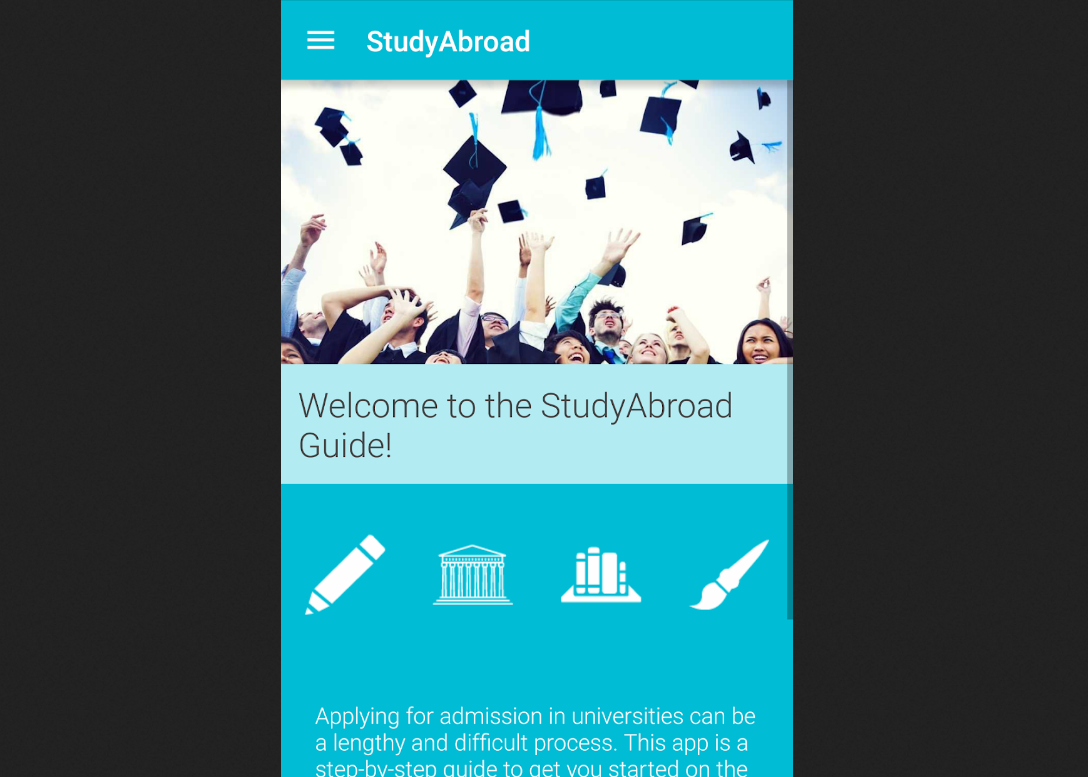 StudyAbroad
Welcome to the StudyAbroad
Guide!
Applying for admission in universities can be
a lengthy and difficult process. This app is a
step-by-step guide to get you started on the